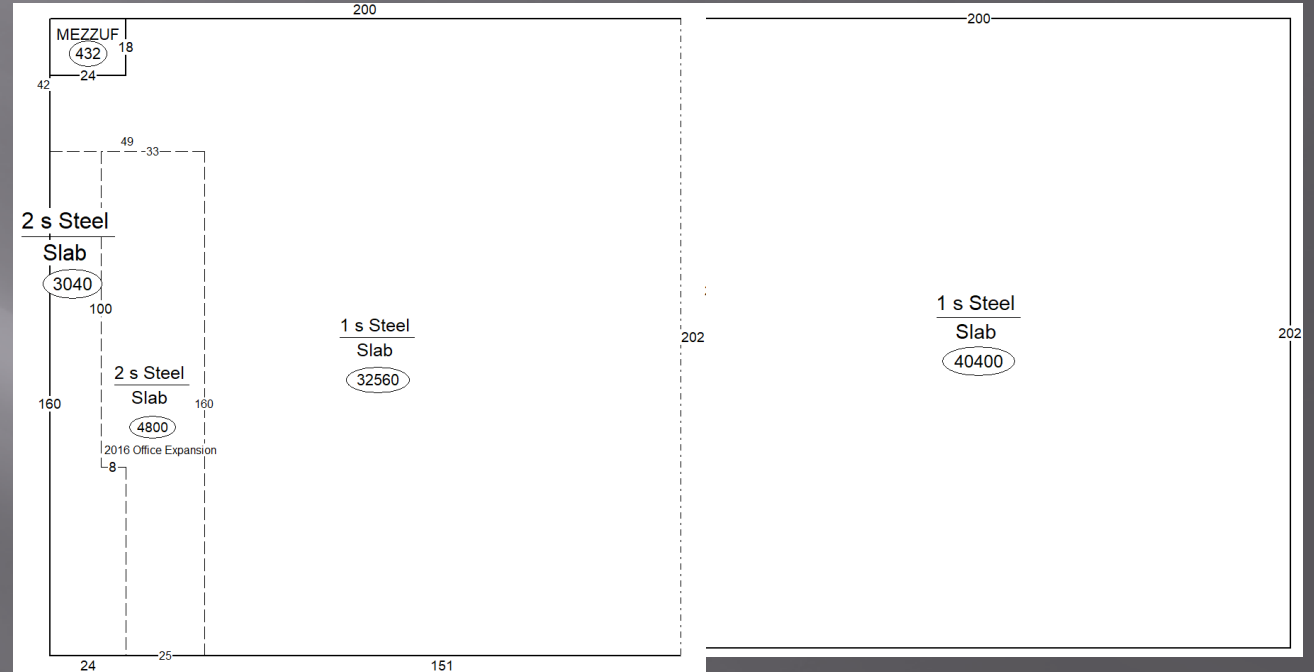 200
MEZZUF
432
18
24
42
49
33
2 s Steel
Slab
3040
100
2 s Steel
Slab
4800
2016 Office Expansion
8
160
160
1 s Steel
Slab
32560
202
24
25
151
200
1 s Steel
Slab
40400
202